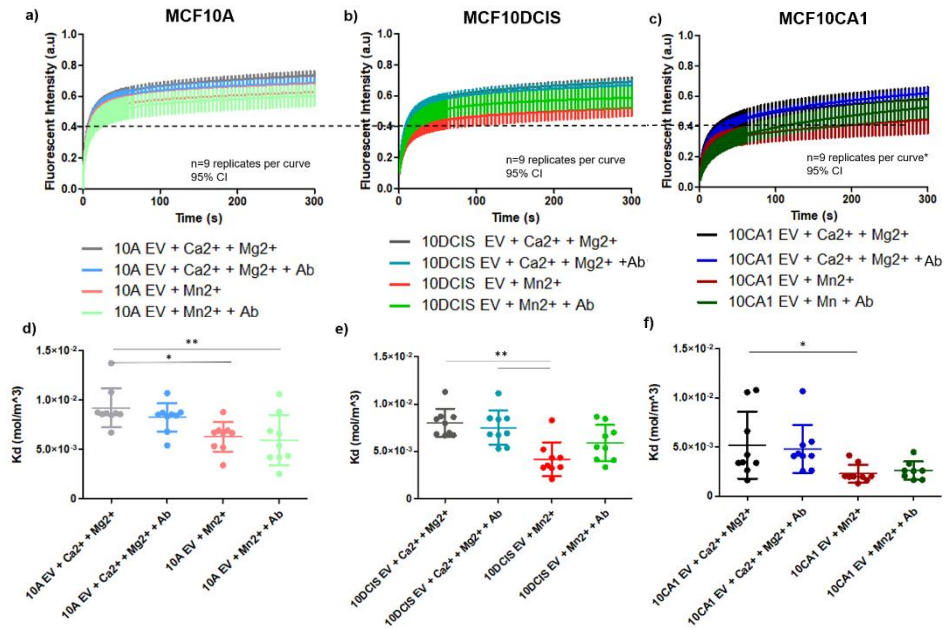 a)
MCF10A
Fluorescent Intensity (a.u)
1.0
0.8
0.6
0.4
0.2
0.0
0
100
200
300
Time (s)
n=9 replicates per curve
95% CI
10A EV + Ca2+ + Mg2+
10A EV + Ca2+ + Mg2+ + Ab
10A EV + Mn2+
10A EV + Mn2+ + Ab
b)
MCF10DCIS
Fluorescent Intensity (a.u)
1.0
0.8
0.6
0.4
0.2
0.0
0
100
200
300
Time (s)
n=9 replicates per curve
95% CI
10DCIS EV + Ca2+ + Mg2+
10DCIS EV + Ca2+ + Mg2+ +Ab
10DCIS EV + Mn2+
10DCIS EV + Mn2+ + Ab
c)
MCF10CA1
Fluorescent Intensity (a.u)
1.0
0.8
0.6
0.4
0.2
0.0
0
100
200
300
Time (s)
n=9 replicates per curve*
95% CI
10CA1 EV + Ca2+ + Mg2+
10CA1 EV + Ca2+ + Mg2+ +Ab
10CA1 EV + Mn2+
10CA1 EV + Mn + Ab
d)
Kd (mol/m^3)
1.5×10⁻⁰²
1.0×10⁻⁰²
5.0×10⁻⁰³
0
**
*
10A EV + Ca2+ + Mg2+
10A EV + Ca2+ + Mg2+ + Ab
10A EV + Mn2+
10A EV + Mn2+ + Ab
e)
Kd (mol/m^3)
1.5×10⁻⁰²
1.0×10⁻⁰²
5.0×10⁻⁰³
0
**
10DCIS EV + Ca2+ + Mg2+
10DCIS EV + Ca2+ + Mg2+ + Ab
10DCIS EV + Mn2+
10DCIS EV + Mn2+ + Ab
f)
Kd (mol/m^3)
1.5×10⁻⁰²
1.0×10⁻⁰²
5.0×10⁻⁰³
0
*
10CA1 EV + Ca2+ + Mg2+
10CA1 EV + Ca2+ + Mg2+ + Ab
10CA1 EV + Mn2+
10CA1 EV + Mn2+ + Ab